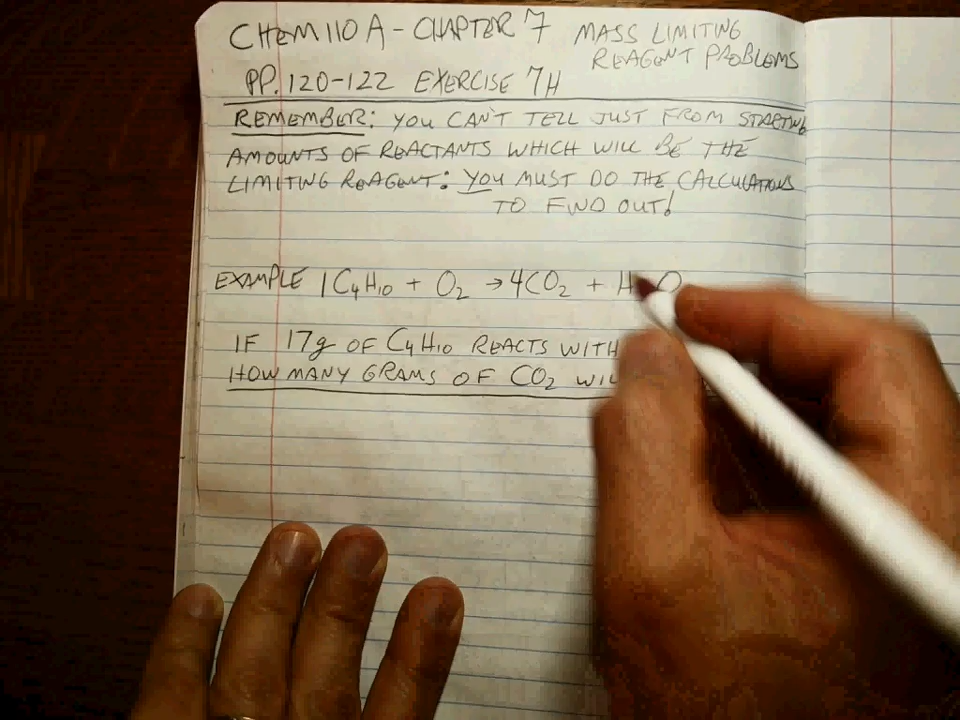 CHEM 110 A - CHAPTER 7 MASS LIMITING
REAGENT PROBLEMS
PP. 120-122 EXERCISE 7H
REMEMBER: YOU CAN'T TELL JUST FROM STARTING
AMOUNTS OF REACTANTS WHICH WILL BE THE
LIMITING REAGENT: YOU MUST DO THE CALCULATIONS
TO FIND OUT!
EXAMPLE 1C4H10 + O2 → 4CO2 + H O
IF 17g OF C4H10 REACTS WITH
HOW MANY GRAMS OF CO2